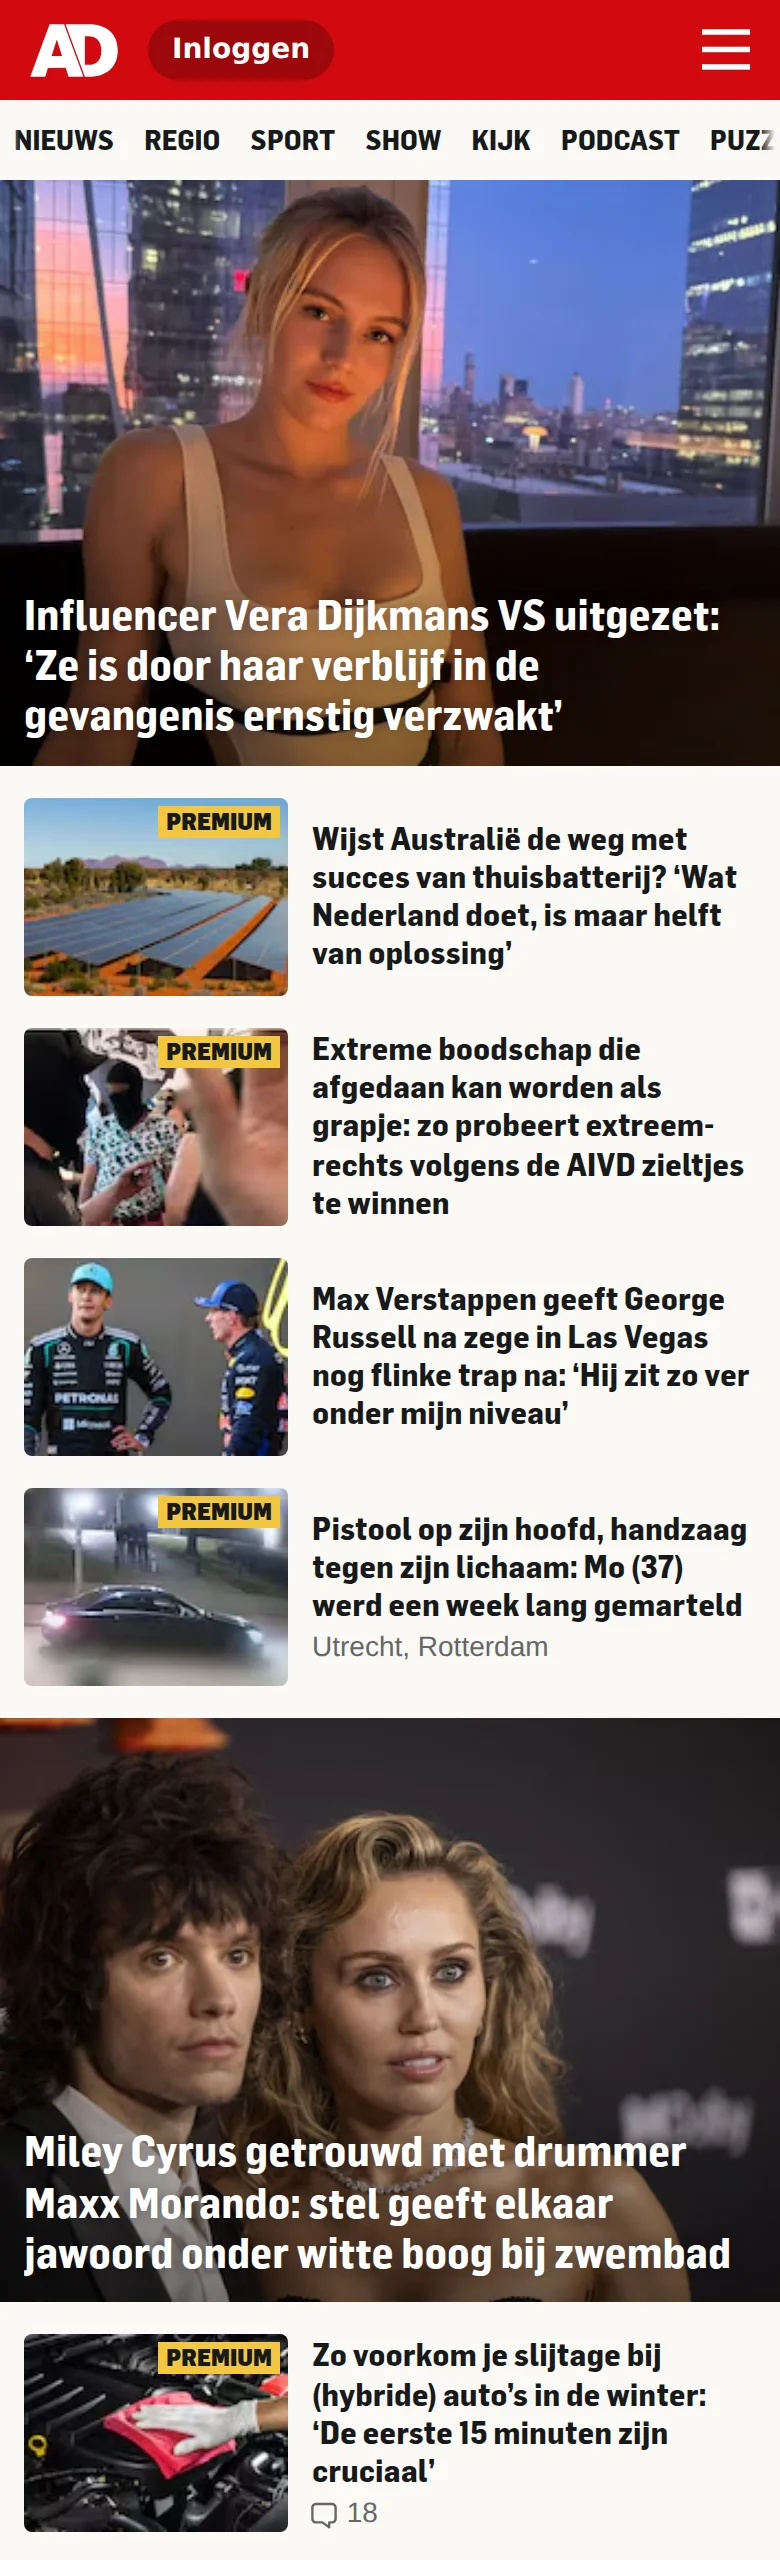 AD
Inloggen
NIEUWS REGIO SPORT SHOW KIJK PODCAST PUZZ
Influencer Vera Dijkmans VS uitgezet:
‘Ze is door haar verblijf in de
gevangenis ernstig verzwakt’
PREMIUM
Wijst Australië de weg met
succes van thuisbatterij? ‘Wat
Nederland doet, is maar helft
van oplossing’
PREMIUM
Extreme boodschap die
afgedaan kan worden als
grapje: zo probeert extreem-
rechts volgens de AIVD zieltjes
te winnen
PETRONAS
Microsoft
Max Verstappen geeft George
Russell na zege in Las Vegas
nog flinke trap na: ‘Hij zit zo ver
onder mijn niveau’
PREMIUM
Pistool op zijn hoofd, handzaag
tegen zijn lichaam: Mo (37)
werd een week lang gemarteld
Utrecht, Rotterdam
Miley Cyrus getrouwd met drummer
Maxx Morando: stel geeft elkaar
jawoord onder witte boog bij zwembad
PREMIUM
Zo voorkom je slijtage bij
(hybride) auto’s in de winter:
‘De eerste 15 minuten zijn
cruciaal’
18